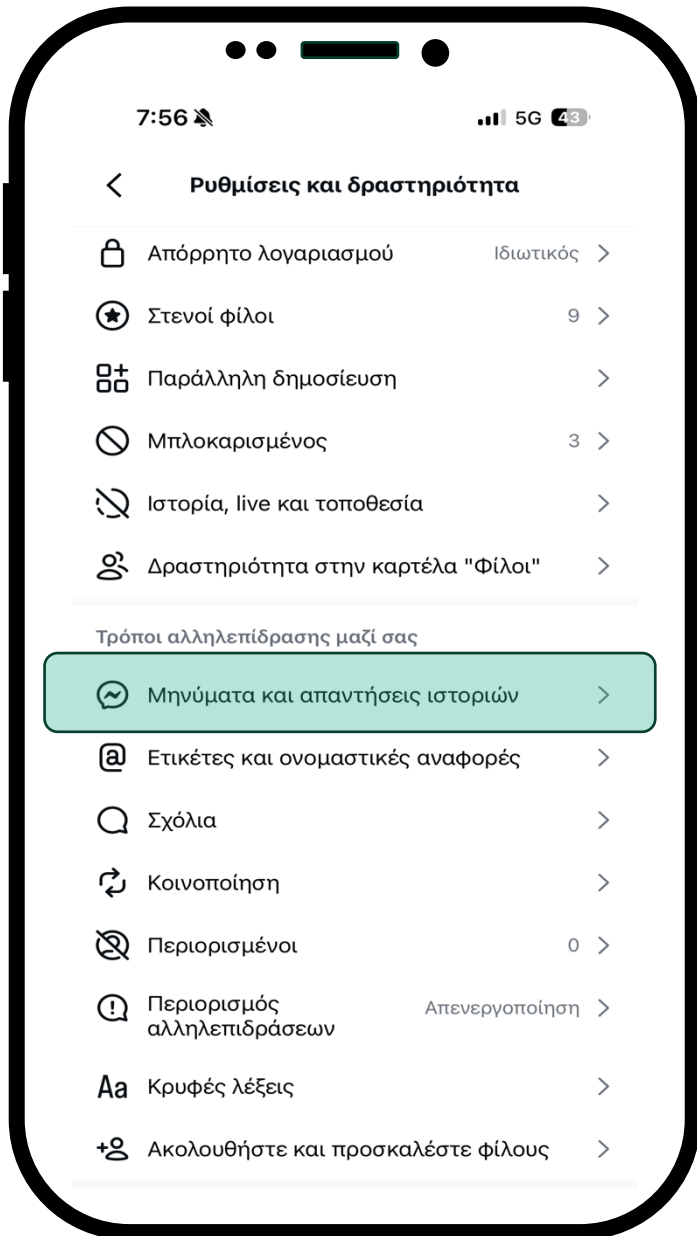 7:56 5G 43
Ρυθμίσεις και δραστηριότητα
Απόρρητο λογαριασμού Ιδιωτικός
Στενοί φίλοι 9
Παράλληλη δημοσίευση
Μπλοκαρισμένος 3
Ιστορία, live και τοποθεσία
Δραστηριότητα στην καρτέλα "Φίλοι"
Τρόποι αλληλεπίδρασης μαζί σας
Μηνύματα και απαντήσεις ιστοριών
Ετικέτες και ονομαστικές αναφορές
Σχόλια
Κοινοποίηση
Περιορισμένοι 0
Περιορισμός Απενεργοποίηση
αλληλεπιδράσεων
Aa Κρυφές λέξεις
Ακολουθήστε και προσκαλέστε φίλους